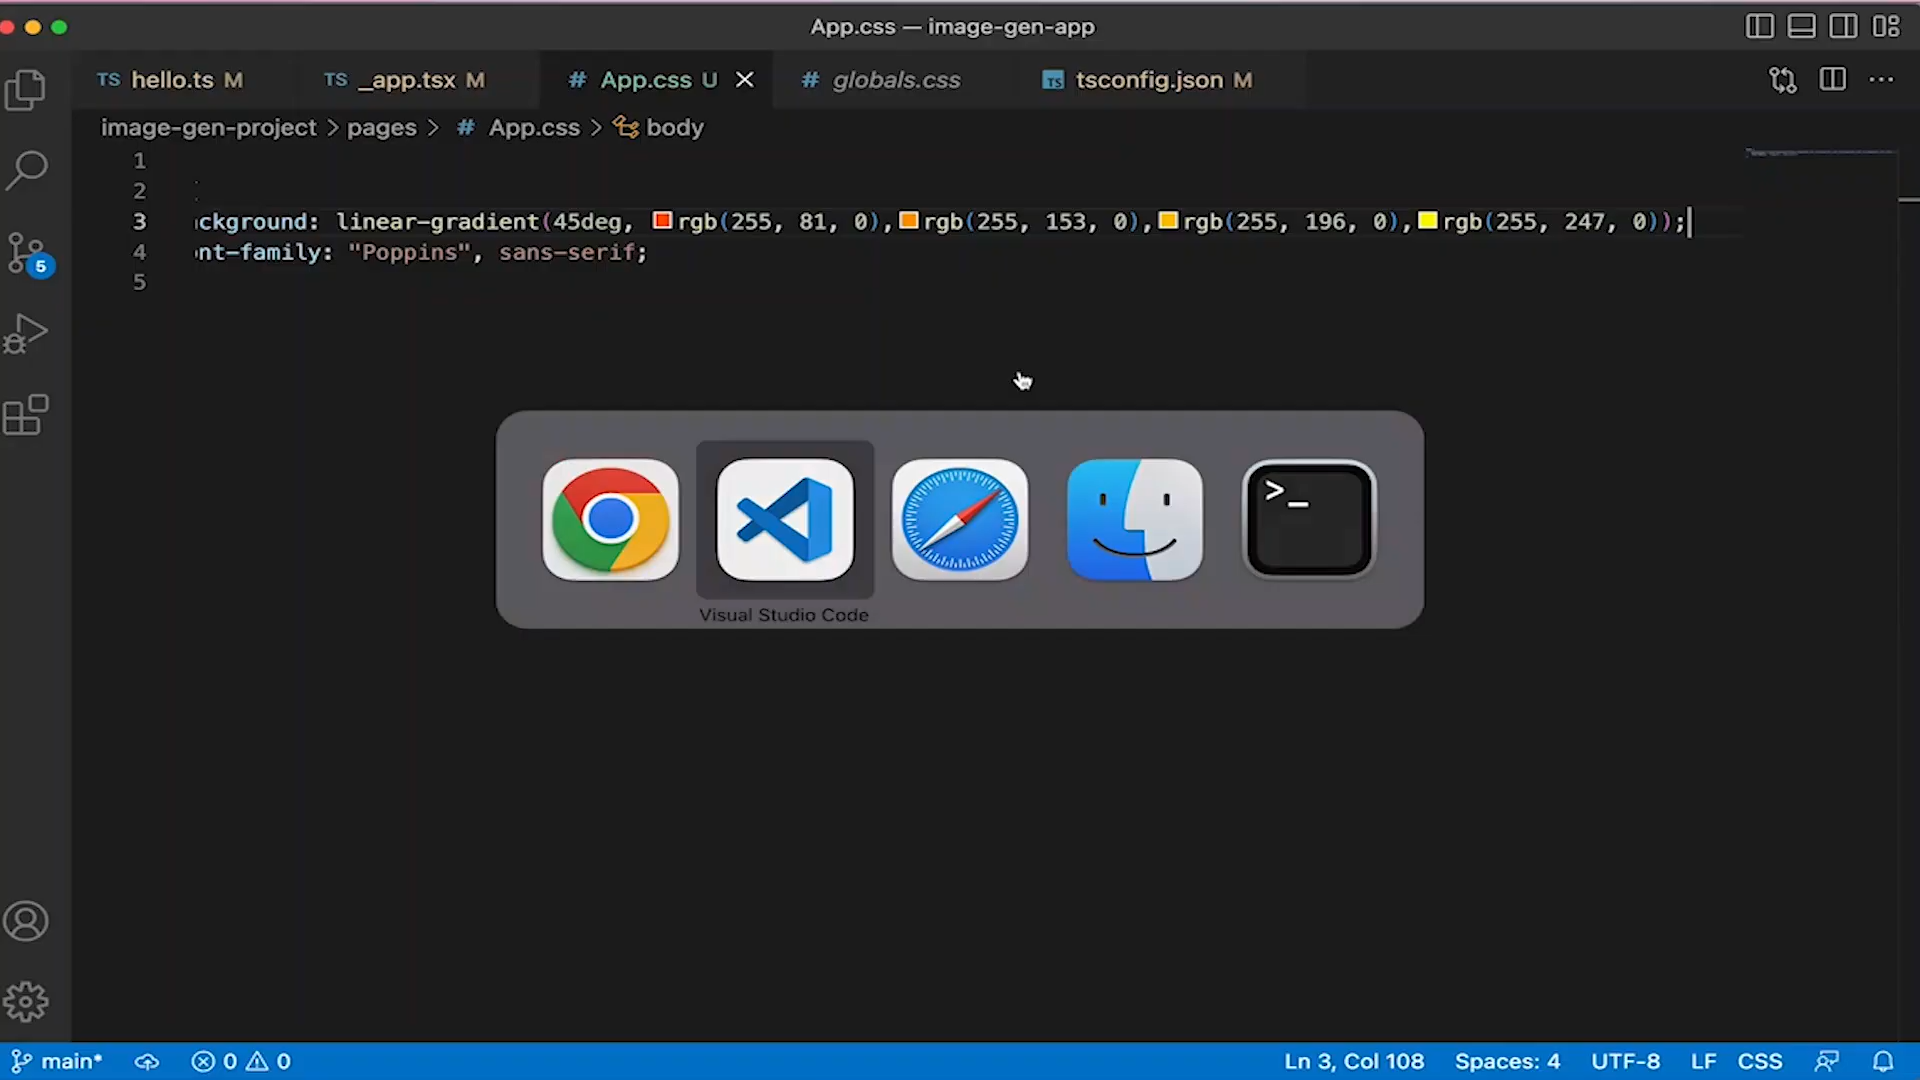 App.css — image-gen-app
TS hello.ts M TS _app.tsx M # App.css U # globals.css TS tsconfig.json M
image-gen-project > pages > # App.css > body
1
2
3 ckground: linear-gradient(45deg, rgb(255, 81, 0),rgb(255, 153, 0),rgb(255, 196, 0),rgb(255, 247, 0));
4 nt-family: "Poppins", sans-serif;
5
5
>_
Visual Studio Code
main* 0 0 Ln 3, Col 108 Spaces: 4 UTF-8 LF CSS